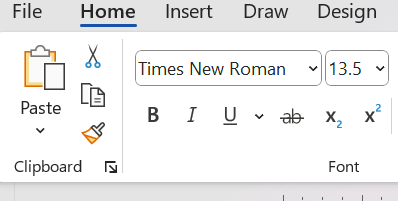 File Home Insert Draw Design
Times New Roman 13.5
Paste
B I U ab x2 x2
Clipboard Font